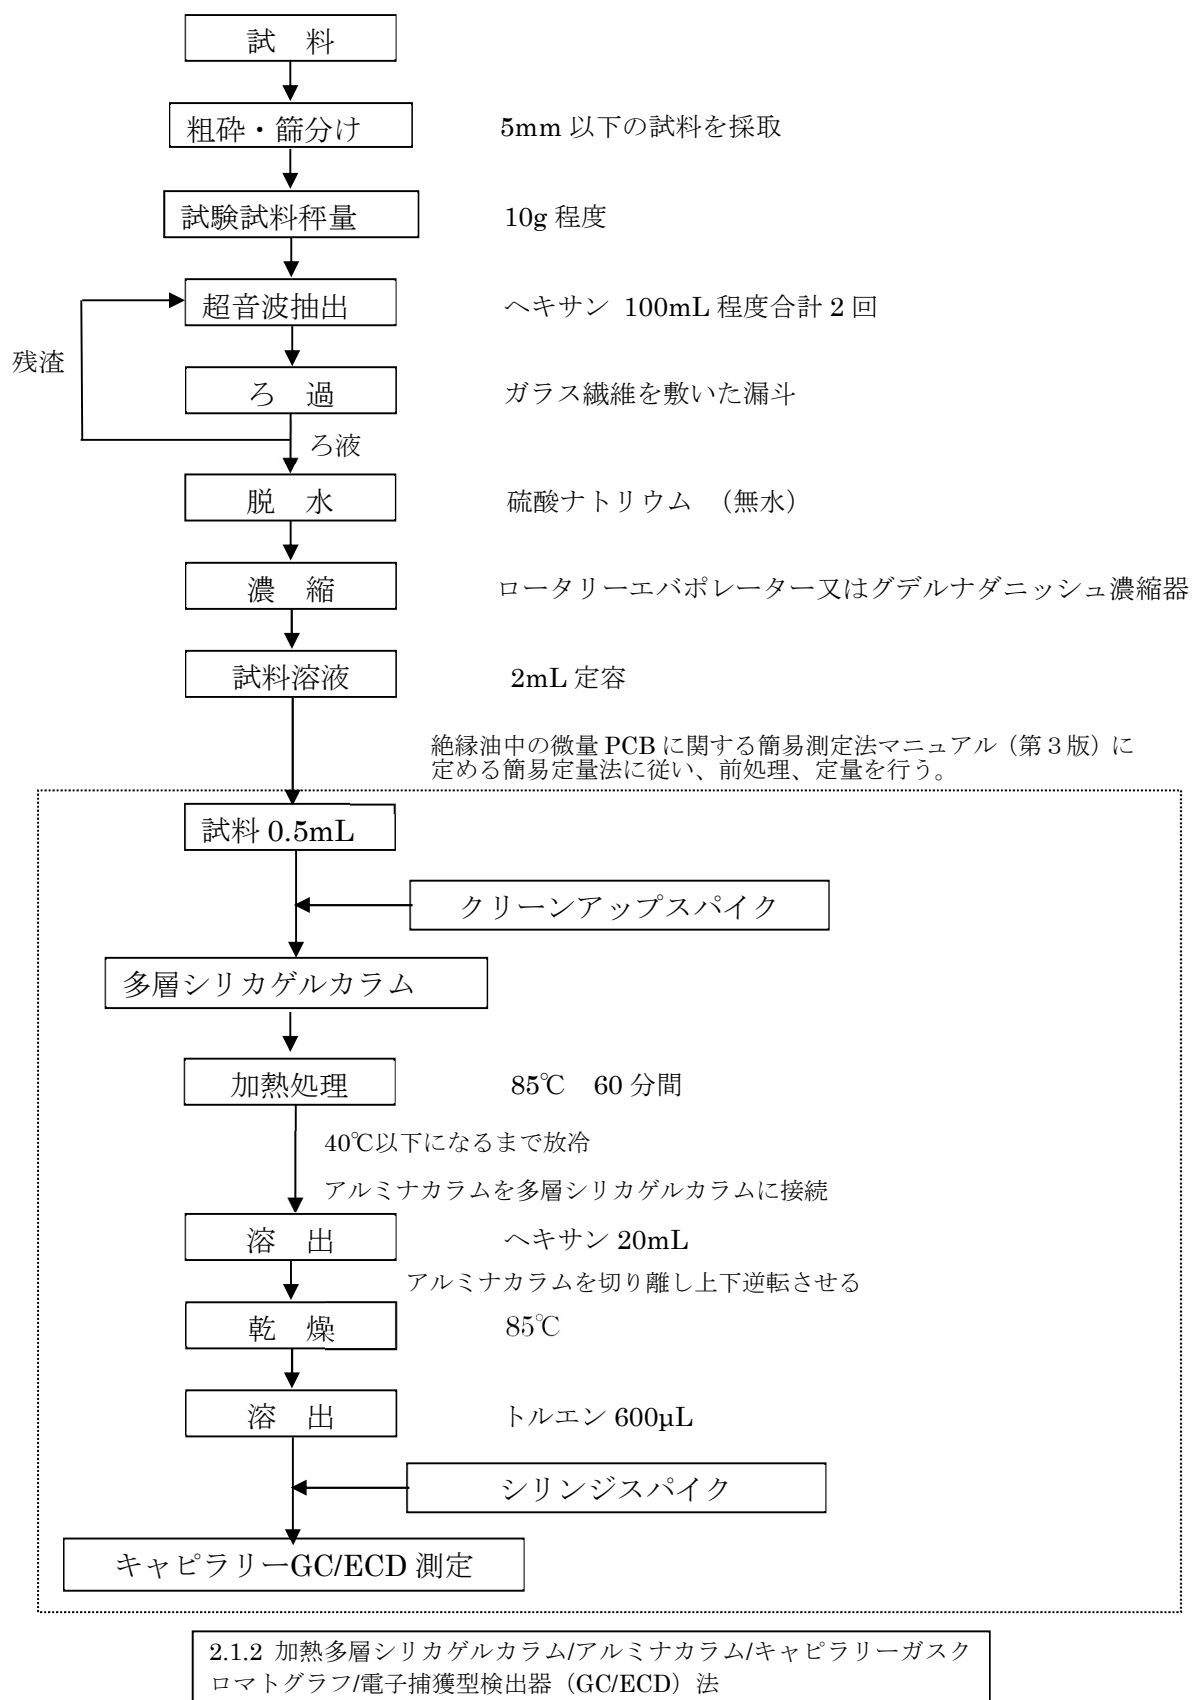 試　料
粗砕・篩分け
5mm 以下の試料を採取
試験試料秤量
10g 程度
超音波抽出
ヘキサン 100mL 程度合計 2 回
残渣
ろ　過
ガラス繊維を敷いた漏斗
ろ液
脱　水
硫酸ナトリウム （無水）
濃　縮
ロータリーエバポレーター又はグデルナダニッシュ濃縮器
試料溶液
2mL 定容
絶縁油中の微量 PCB に関する簡易測定法マニュアル（第３版）に
定める簡易定量法に従い、前処理、定量を行う。
試料 0.5mL
クリーンアップスパイク
多層シリカゲルカラム
加熱処理
85℃　60 分間
40℃以下になるまで放冷
アルミナカラムを多層シリカゲルカラムに接続
溶　出
ヘキサン 20mL
アルミナカラムを切り離し上下逆転させる
乾　燥
85℃
溶　出
トルエン 600µL
シリンジスパイク
キャピラリーGC/ECD 測定
2.1.2 加熱多層シリカゲルカラム/アルミナカラム/キャピラリーガスク
ロマトグラフ/電子捕獲型検出器（GC/ECD）法